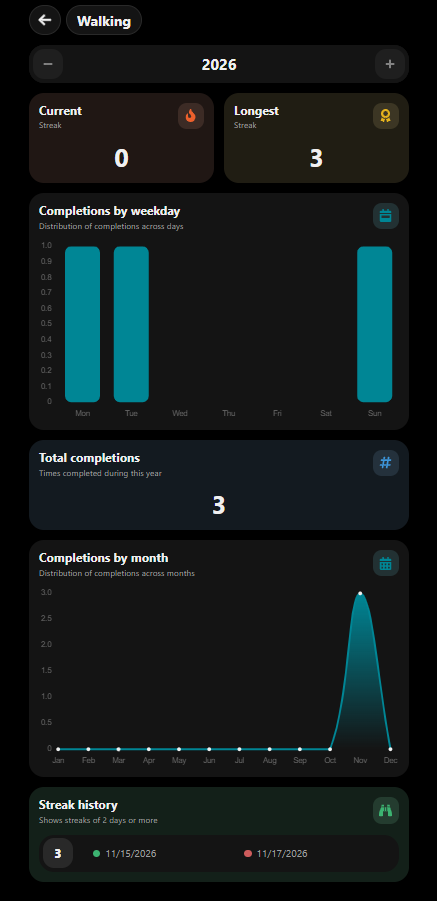 Walking
− 2026 +
Current
Streak
0
Longest
Streak
3
Completions by weekday
Distribution of completions across days
1.0
0.9
0.8
0.7
0.6
0.5
0.4
0.3
0.2
0.1
0
Mon Tue Wed Thu Fri Sat Sun
Total completions
Times completed during this year
#
3
Completions by month
Distribution of completions across months
3.0
2.5
2.0
1.5
1.0
0.5
0
Jan Feb Mar Apr May Jun Jul Aug Sep Oct Nov Dec
Streak history
Shows streaks of 2 days or more
3 11/15/2026 11/17/2026